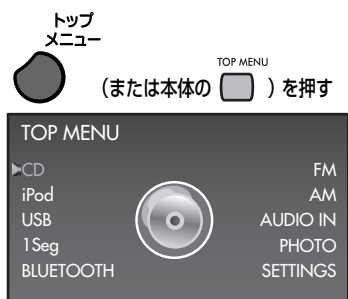 トップ
メニュー
TOP MENU
（または本体の ）を押す
TOP MENU
CD
iPod
USB
1Seg
BLUETOOTH
FM
AM
AUDIO IN
PHOTO
SETTINGS